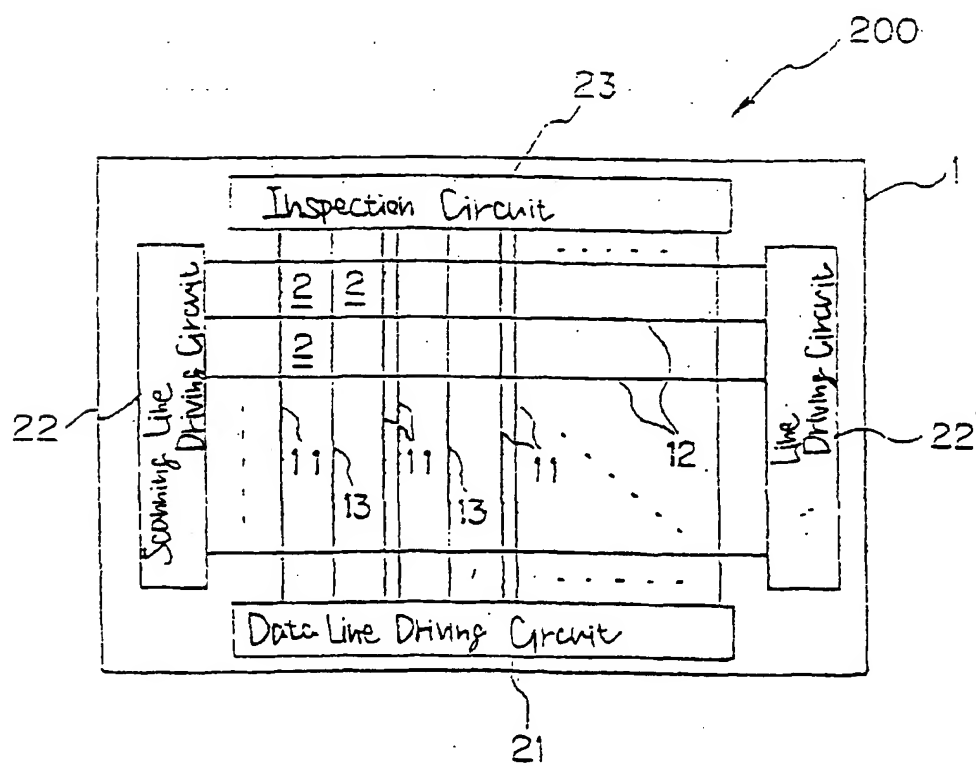 200
23
1
Inspection Circuit
12 12
12
Scanning Line
Driving Circuit
Line
Driving Circuit
22
22
11
11
11
12
13
13
Data Line Driving Circuit
21